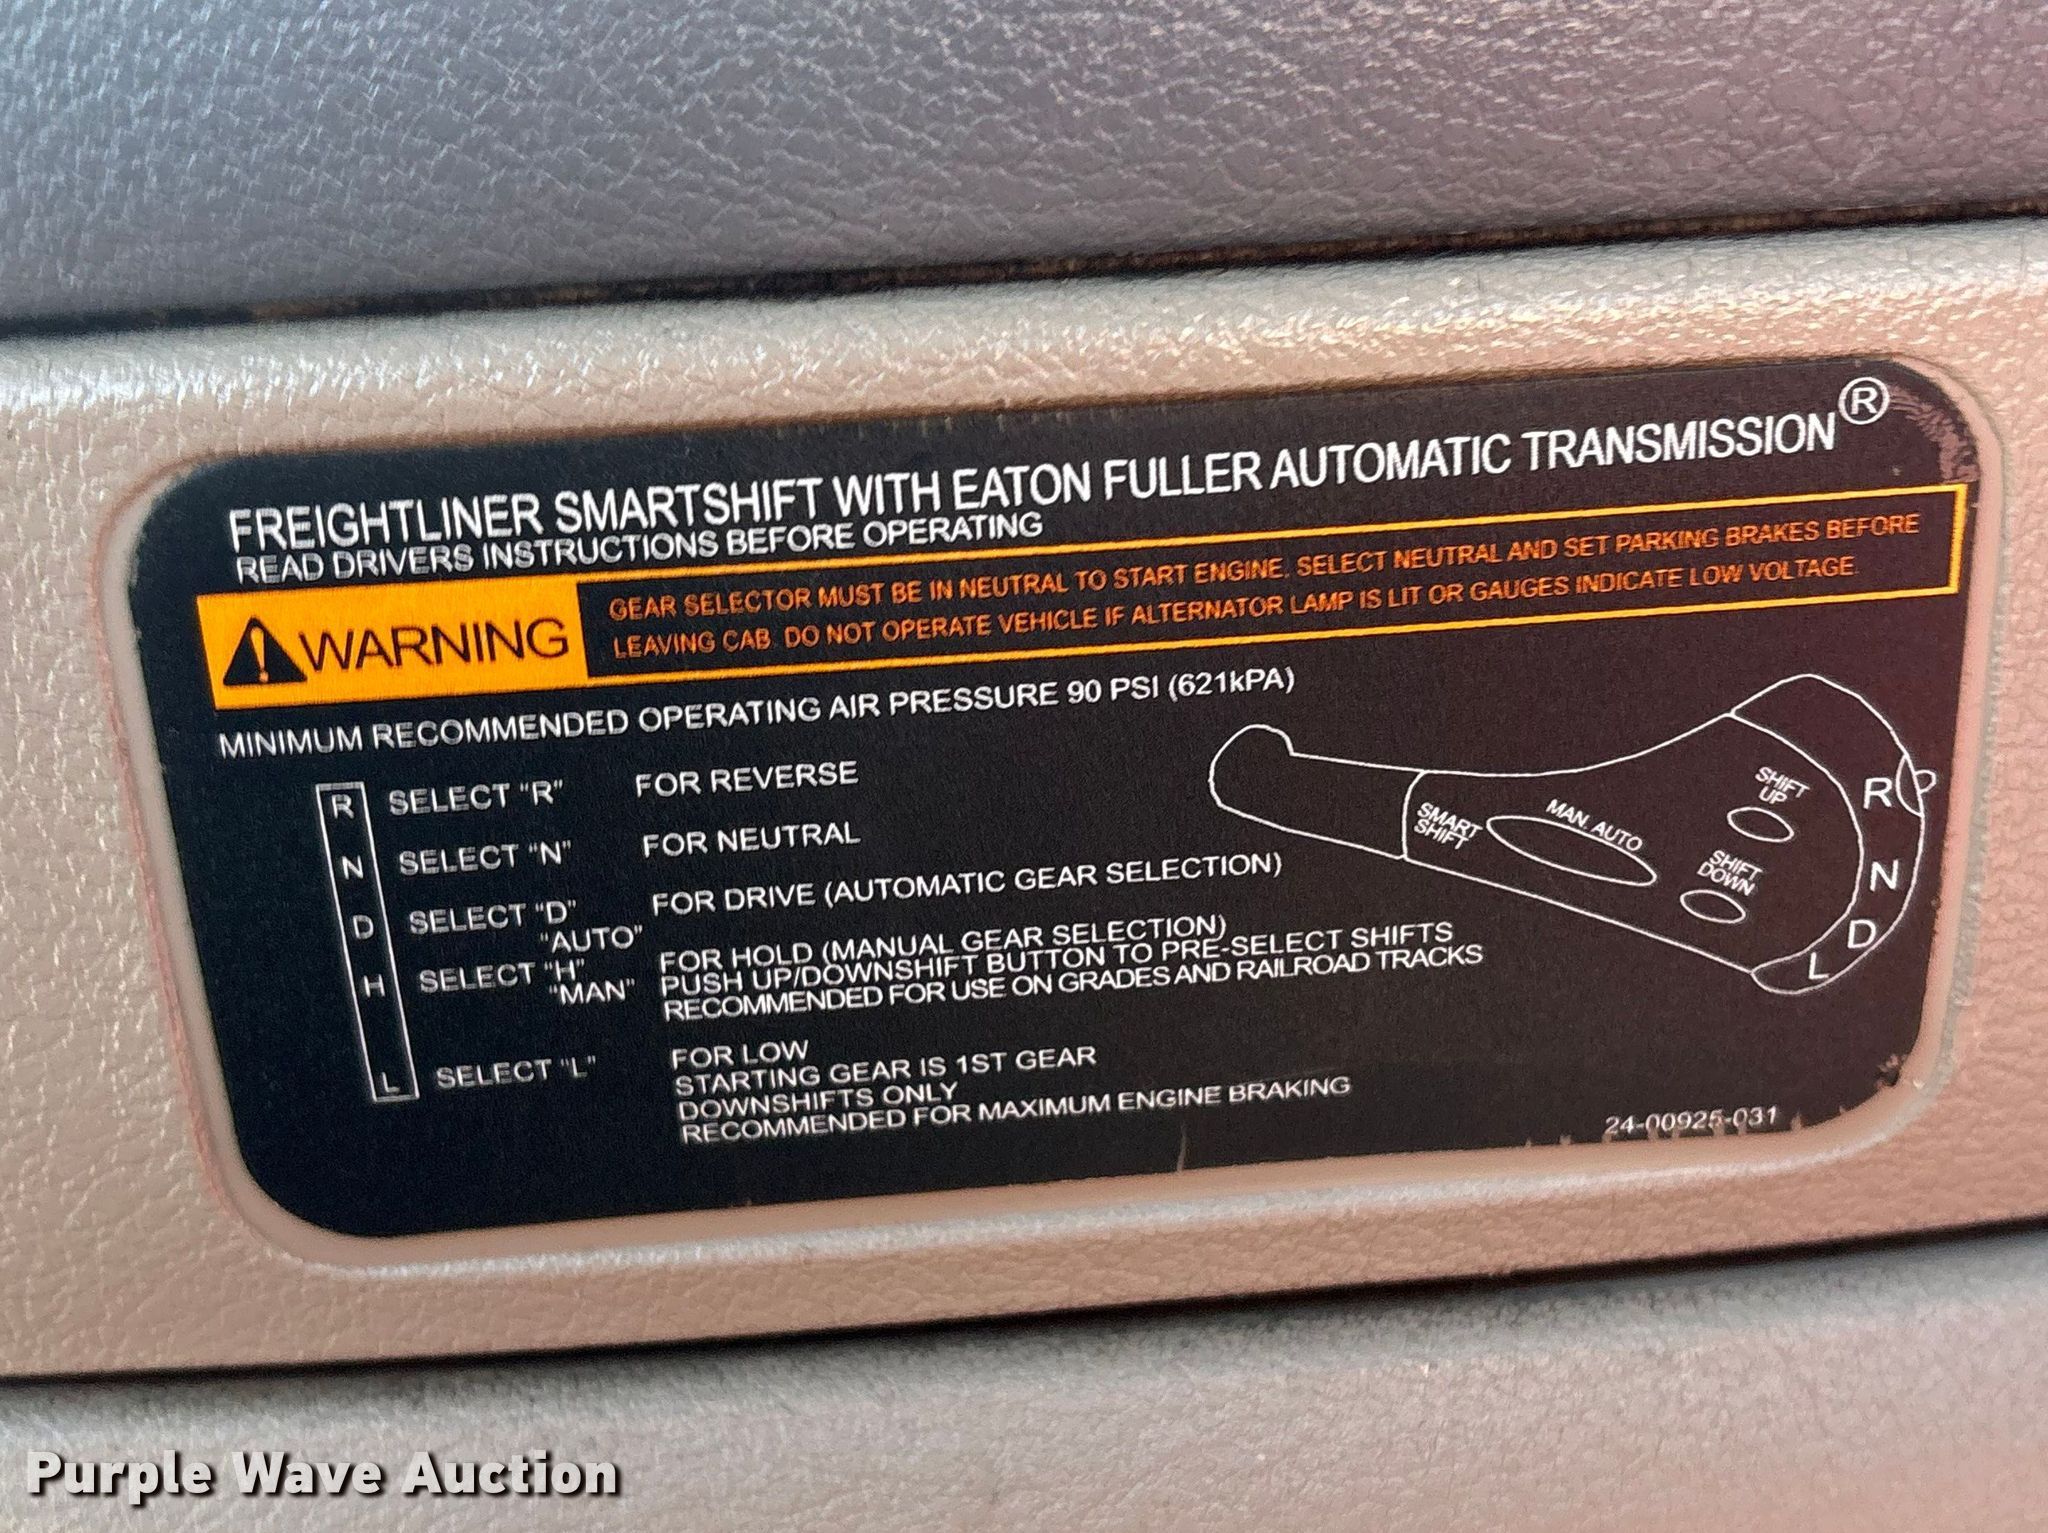 FREIGHTLINER SMARTSHIFT WITH EATON FULLER AUTOMATIC TRANSMISSION®
READ DRIVERS INSTRUCTIONS BEFORE OPERATING
WARNING
GEAR SELECTOR MUST BE IN NEUTRAL TO START ENGINE. SELECT NEUTRAL AND SET PARKING BRAKES BEFORE
LEAVING CAB. DO NOT OPERATE VEHICLE IF ALTERNATOR LAMP IS LIT OR GAUGES INDICATE LOW VOLTAGE.
MINIMUM RECOMMENDED OPERATING AIR PRESSURE 90 PSI (621kPA)
R SELECT "R" FOR REVERSE
N SELECT "N" FOR NEUTRAL
D SELECT "D" FOR DRIVE (AUTOMATIC GEAR SELECTION)
"AUTO"
H SELECT "H" FOR HOLD (MANUAL GEAR SELECTION)
"MAN" PUSH UP/DOWNSHIFT BUTTON TO PRE-SELECT SHIFTS
RECOMMENDED FOR USE ON GRADES AND RAILROAD TRACKS
L SELECT "L" FOR LOW
STARTING GEAR IS 1ST GEAR
DOWNSHIFTS ONLY
RECOMMENDED FOR MAXIMUM ENGINE BRAKING
SMART
SHIFT
MAN. AUTO
SHIFT
UP
SHIFT
DOWN
R
N
D
L
24-00925-031
Purple Wave Auction